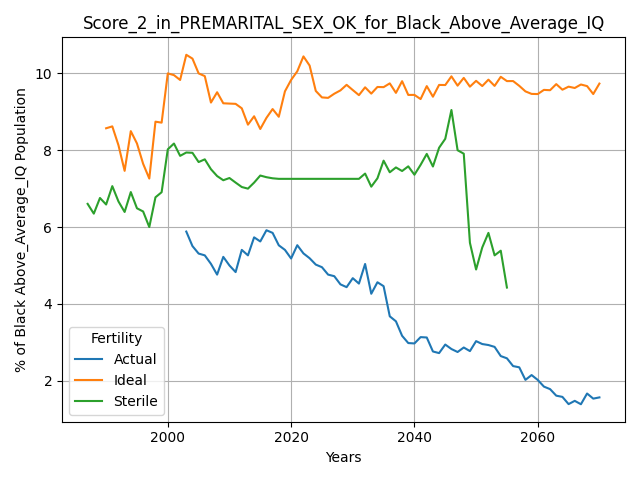 Score_2_in_PREMARITAL_SEX_OK_for_Black_Above_Average_IQ
% of Black Above_Average_IQ Population
10
8
6
4
2
Fertility
Actual
Ideal
Sterile
2000
2020
2040
2060
Years